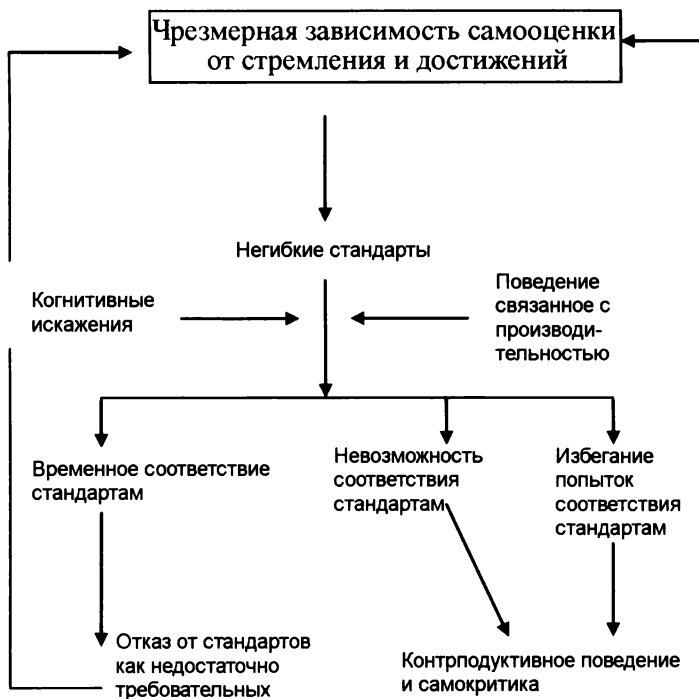 Чрезмерная зависимость самооценки
от стремления и достижений
Негибкие стандарты
Когнитивные
искажения
Поведение
связанное с
производи-
тельностью
Временное соответствие
стандартам
Невозможность
соответствия
стандартам
Избегание
попыток
соответствия
стандартам
Отказ от стандартов
как недостаточно
требовательных
Контрподуктивное поведение
и самокритика